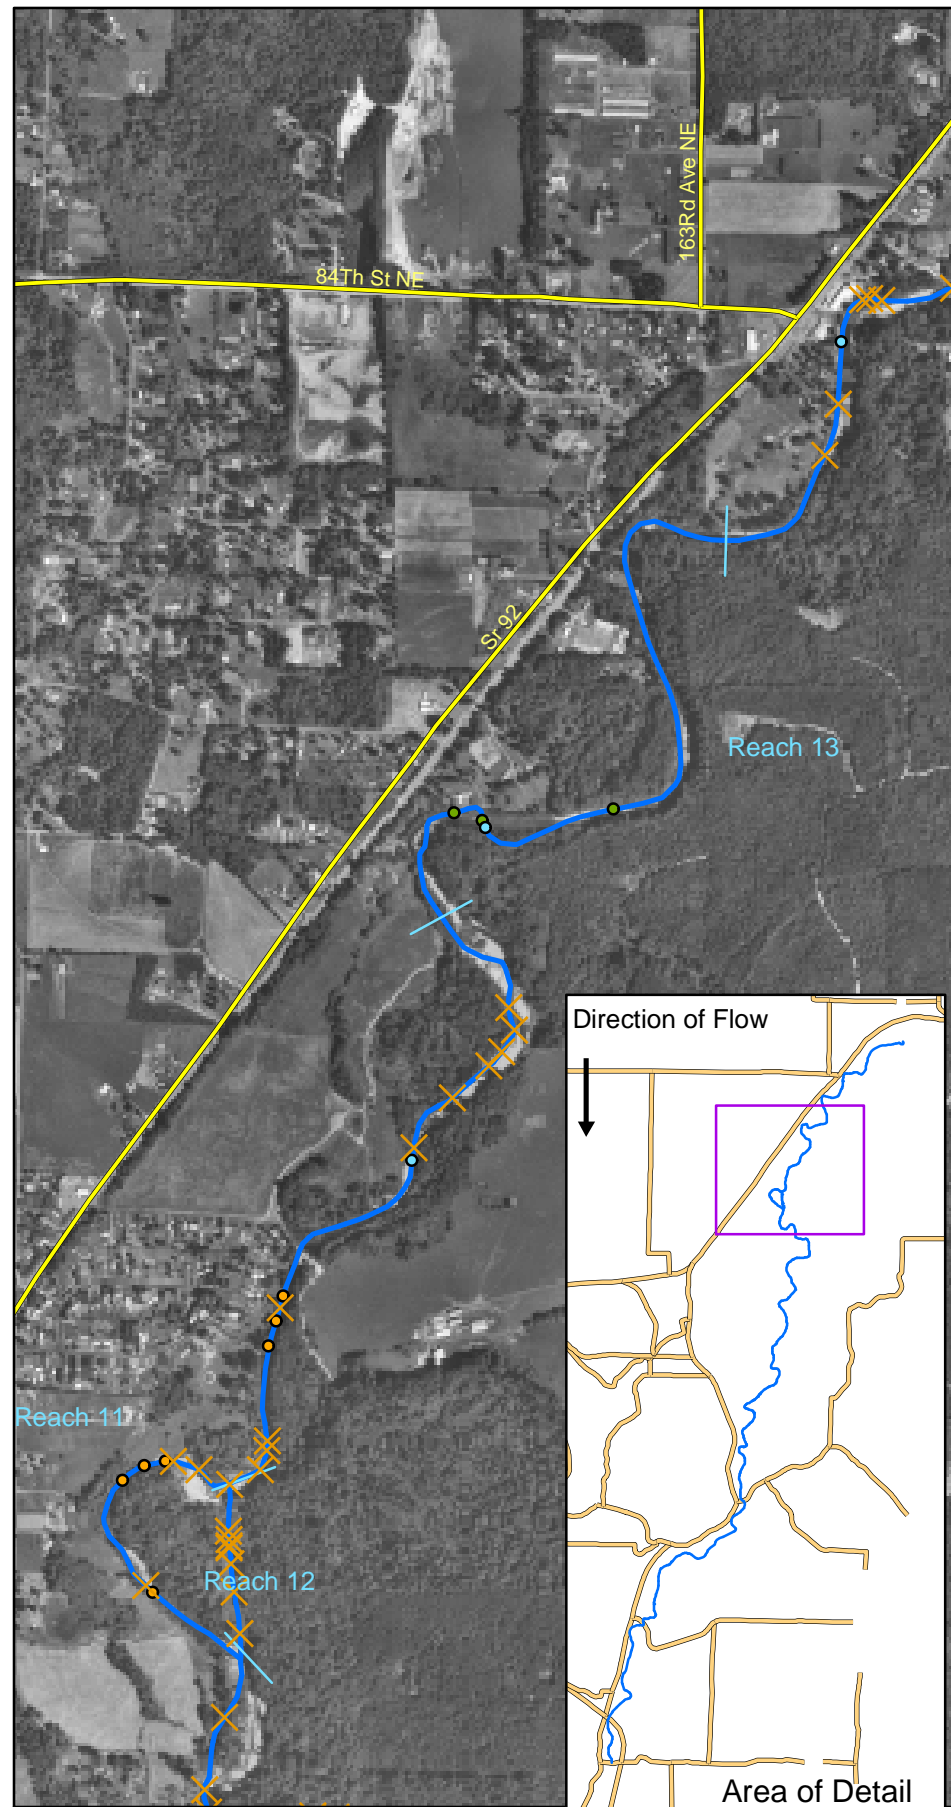 163Rd Ave NE
84Th St NE
Sr 92
Reach 13
Direction of Flow
Reach 11
Reach 12
Area of Detail